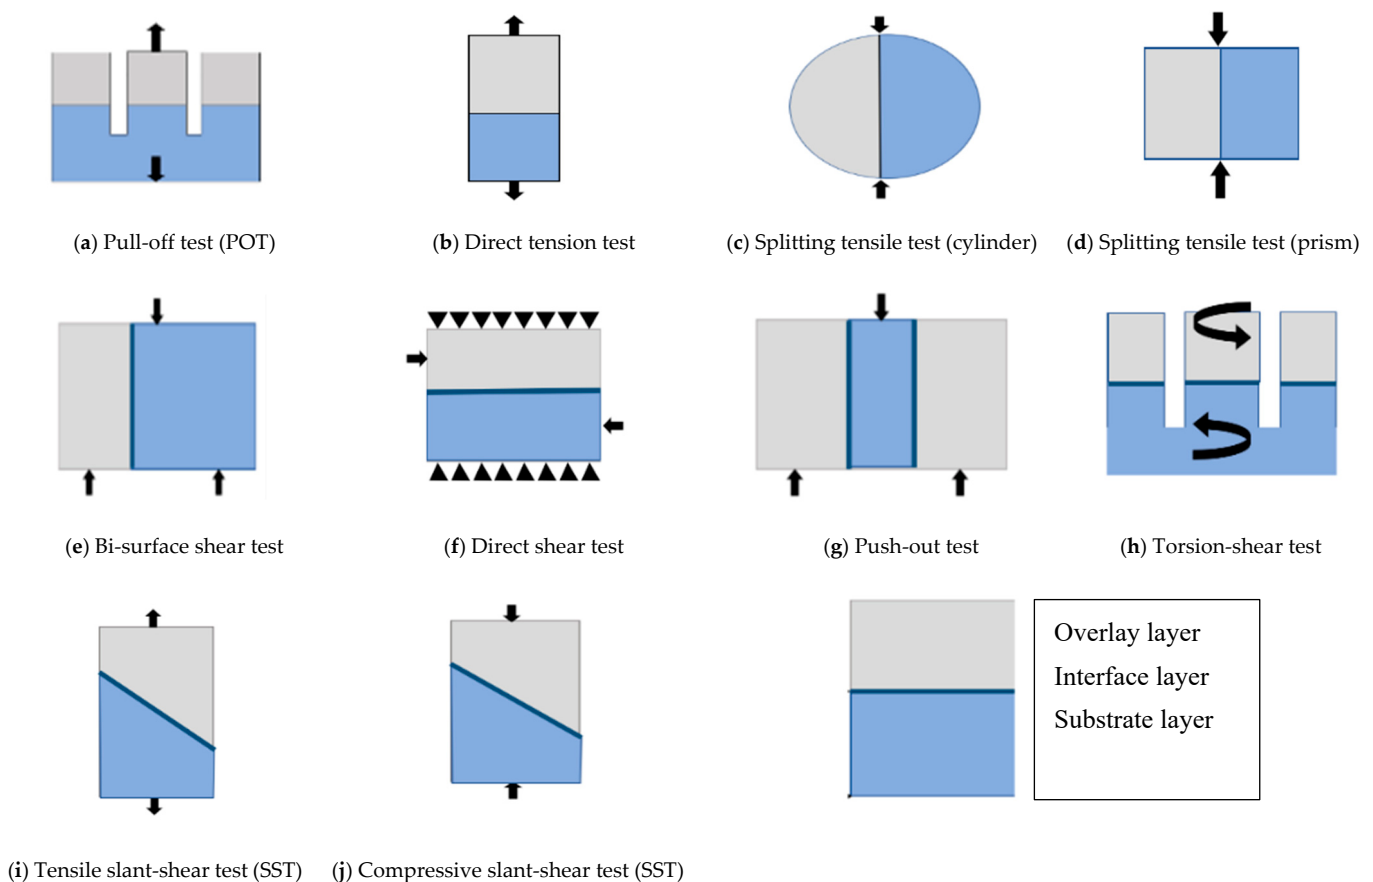 (a) Pull-off test (POT)
(b) Direct tension test
(c) Splitting tensile test (cylinder)
(d) Splitting tensile test (prism)
(e) Bi-surface shear test
(f) Direct shear test
(g) Push-out test
(h) Torsion-shear test
Overlay layer
Interface layer
Substrate layer
(i) Tensile slant-shear test (SST)
(j) Compressive slant-shear test (SST)